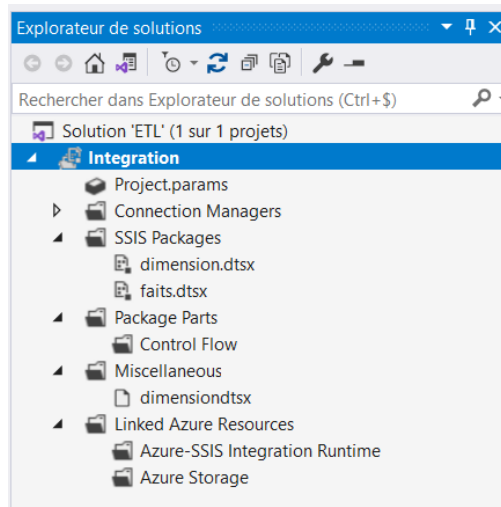 Explorateur de solutions
Rechercher dans Explorateur de solutions (Ctrl+$)
Solution 'ETL' (1 sur 1 projets)
Integration
Project.params
Connection Managers
SSIS Packages
dimension.dtsx
faits.dtsx
Package Parts
Control Flow
Miscellaneous
dimensiondtsx
Linked Azure Resources
Azure-SSIS Integration Runtime
Azure Storage